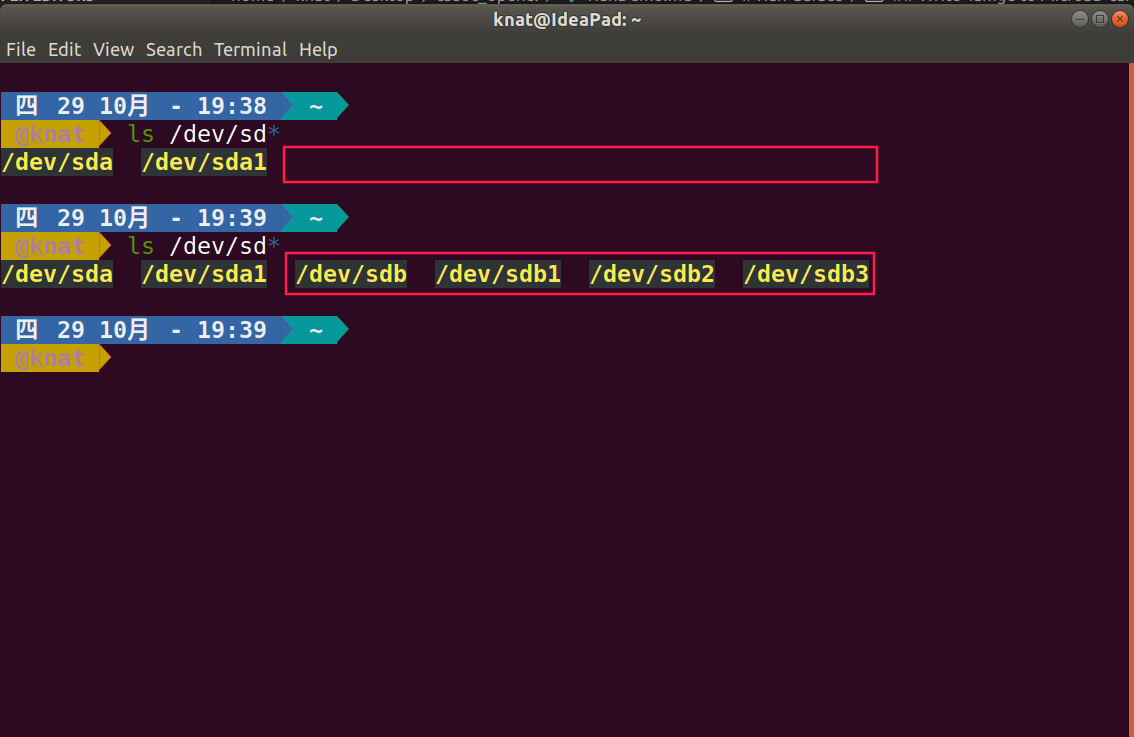 knat@IdeaPad: ~
File Edit View Search Terminal Help
四 29 10月 - 19:38 ~
@knat ls /dev/sd*
/dev/sda /dev/sda1
四 29 10月 - 19:39 ~
@knat ls /dev/sd*
/dev/sda /dev/sda1 /dev/sdb /dev/sdb1 /dev/sdb2 /dev/sdb3
四 29 10月 - 19:39 ~
@knat